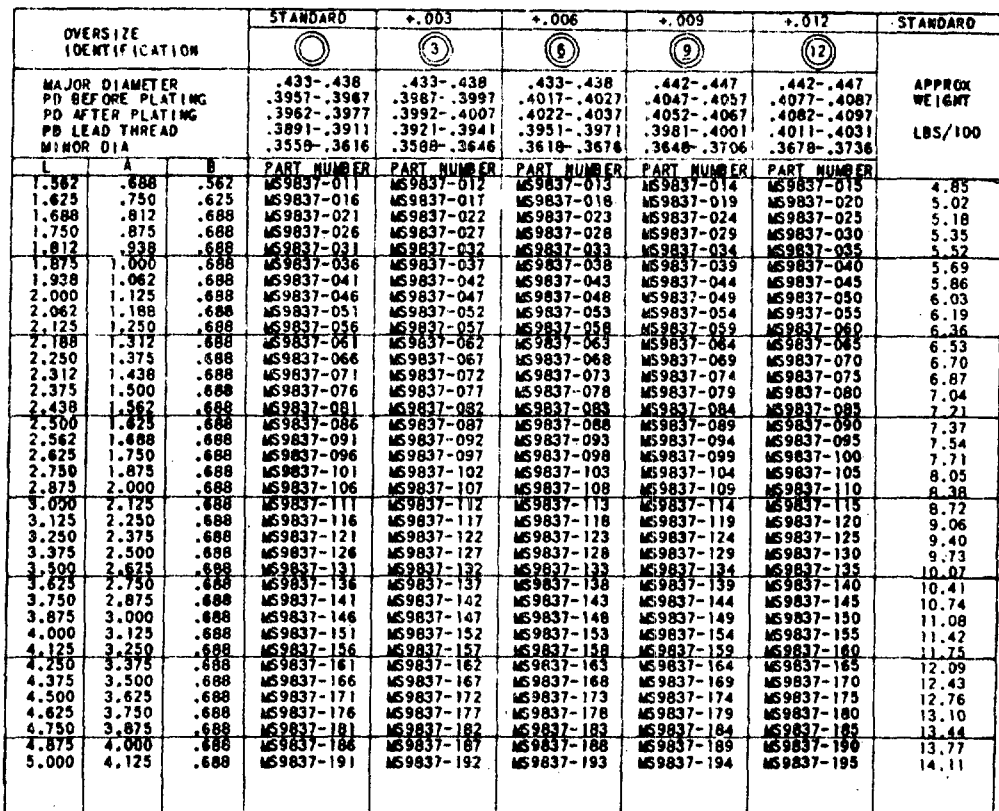 STANDARD +.003 +.006 +.009 +.012 STANDARD
OVERSIZE
IDENTIFICATION 3 6 9 12
MAJOR DIAMETER .433-.438 .433-.438 .433-.438 .442-.447 .442-.447 APPROX
PD BEFORE PLATING .3957-.3967 .3987-.3997 .4017-.4027 .4047-.4057 .4077-.4087 WEIGHT
PD AFTER PLATING .3962-.3977 .3992-.4007 .4022-.4037 .4052-.4067 .4082-.4097
PD LEAD THREAD .3891-.3911 .3921-.3941 .3951-.3971 .3981-.4001 .4011-.4031 LBS/100
MINOR DIA .3558-.3616 .3588-.3646 .3618-.3676 .3648-.3706 .3678-.3736
L A B PART NUMBER PART NUMBER PART NUMBER PART NUMBER PART NUMBER
1.562 .688 .562 MS9837-011 MS9837-012 MS9837-013 MS9837-014 MS9837-015 4.85
1.625 .750 .625 MS9837-016 MS9837-017 MS9837-018 MS9837-019 MS9837-020 5.02
1.688 .812 .688 MS9837-021 MS9837-022 MS9837-023 MS9837-024 MS9837-025 5.18
1.750 .875 .688 MS9837-026 MS9837-027 MS9837-028 MS9837-029 MS9837-030 5.35
1.812 .938 .688 MS9837-031 MS9837-032 MS9837-033 MS9837-034 MS9837-035 5.52
1.875 1.000 .688 MS9837-036 MS9837-037 MS9837-038 MS9837-039 MS9837-040 5.69
1.938 1.062 .688 MS9837-041 MS9837-042 MS9837-043 MS9837-044 MS9837-045 5.86
2.000 1.125 .688 MS9837-046 MS9837-047 MS9837-048 MS9837-049 MS9837-050 6.03
2.062 1.188 .688 MS9837-051 MS9837-052 MS9837-053 MS9837-054 MS9837-055 6.19
2.125 1.250 .688 MS9837-056 MS9837-057 MS9837-058 MS9837-059 MS9837-060 6.36
2.188 1.312 .688 MS9837-061 MS9837-062 MS9837-063 MS9837-064 MS9837-065 6.53
2.250 1.375 .688 MS9837-066 MS9837-067 MS9837-068 MS9837-069 MS9837-070 6.70
2.312 1.438 .688 MS9837-071 MS9837-072 MS9837-073 MS9837-074 MS9837-075 6.87
2.375 1.500 .688 MS9837-076 MS9837-077 MS9837-078 MS9837-079 MS9837-080 7.04
2.438 1.562 .688 MS9837-081 MS9837-082 MS9837-083 MS9837-084 MS9837-085 7.21
2.500 1.625 .688 MS9837-086 MS9837-087 MS9837-088 MS9837-089 MS9837-090 7.37
2.562 1.688 .688 MS9837-091 MS9837-092 MS9837-093 MS9837-094 MS9837-095 7.54
2.625 1.750 .688 MS9837-096 MS9837-097 MS9837-098 MS9837-099 MS9837-100 7.71
2.750 1.875 .688 MS9837-101 MS9837-102 MS9837-103 MS9837-104 MS9837-105 8.05
2.875 2.000 .688 MS9837-106 MS9837-107 MS9837-108 MS9837-109 MS9837-110 8.38
3.000 2.125 .688 MS9837-111 MS9837-112 MS9837-113 MS9837-114 MS9837-115 8.72
3.125 2.250 .688 MS9837-116 MS9837-117 MS9837-118 MS9837-119 MS9837-120 9.06
3.250 2.375 .688 MS9837-121 MS9837-122 MS9837-123 MS9837-124 MS9837-125 9.40
3.375 2.500 .688 MS9837-126 MS9837-127 MS9837-128 MS9837-129 MS9837-130 9.73
3.500 2.625 .688 MS9837-131 MS9837-132 MS9837-133 MS9837-134 MS9837-135 10.07
3.625 2.750 .688 MS9837-136 MS9837-137 MS9837-138 MS9837-139 MS9837-140 10.41
3.750 2.875 .688 MS9837-141 MS9837-142 MS9837-143 MS9837-144 MS9837-145 10.74
3.875 3.000 .688 MS9837-146 MS9837-147 MS9837-148 MS9837-149 MS9837-150 11.08
4.000 3.125 .688 MS9837-151 MS9837-152 MS9837-153 MS9837-154 MS9837-155 11.42
4.125 3.250 .688 MS9837-156 MS9837-157 MS9837-158 MS9837-159 MS9837-160 11.75
4.250 3.375 .688 MS9837-161 MS9837-162 MS9837-163 MS9837-164 MS9837-165 12.09
4.375 3.500 .688 MS9837-166 MS9837-167 MS9837-168 MS9837-169 MS9837-170 12.43
4.500 3.625 .688 MS9837-171 MS9837-172 MS9837-173 MS9837-174 MS9837-175 12.76
4.625 3.750 .688 MS9837-176 MS9837-177 MS9837-178 MS9837-179 MS9837-180 13.10
4.750 3.875 .688 MS9837-181 MS9837-182 MS9837-183 MS9837-184 MS9837-185 13.44
4.875 4.000 .688 MS9837-186 MS9837-187 MS9837-188 MS9837-189 MS9837-190 13.77
5.000 4.125 .688 MS9837-191 MS9837-192 MS9837-193 MS9837-194 MS9837-195 14.11